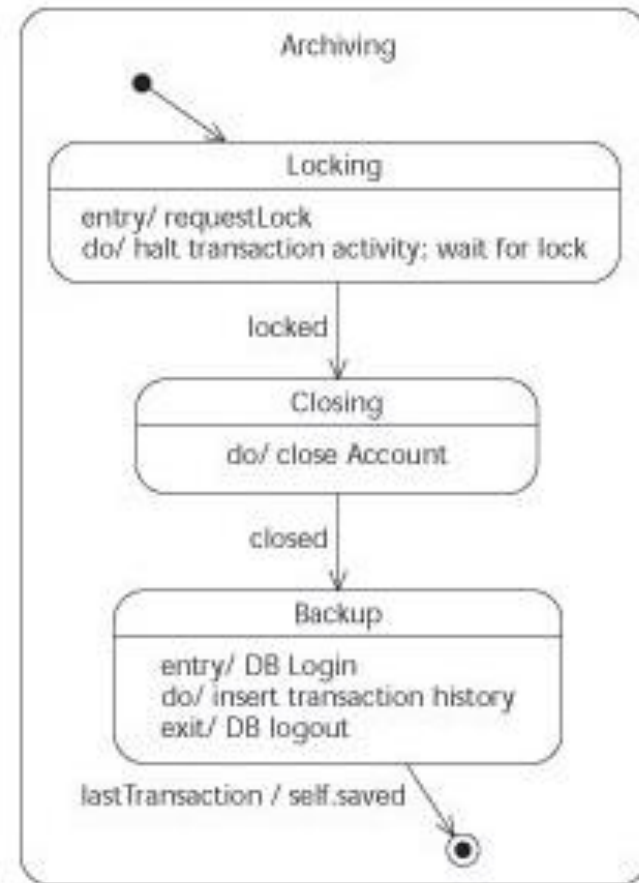 Archiving
Locking
entry/ requestLock
do/ halt transaction activity; wait for lock
locked
Closing
do/ close Account
closed
Backup
entry/ DB Login
do/ insert transaction history
exit/ DB logout
lastTransaction / self.saved